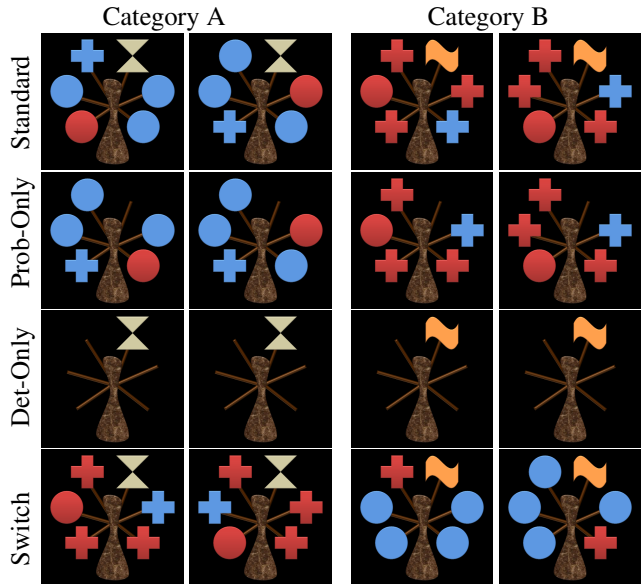 Category A
Category B
Standard
Prob-Only
Det-Only
Switch